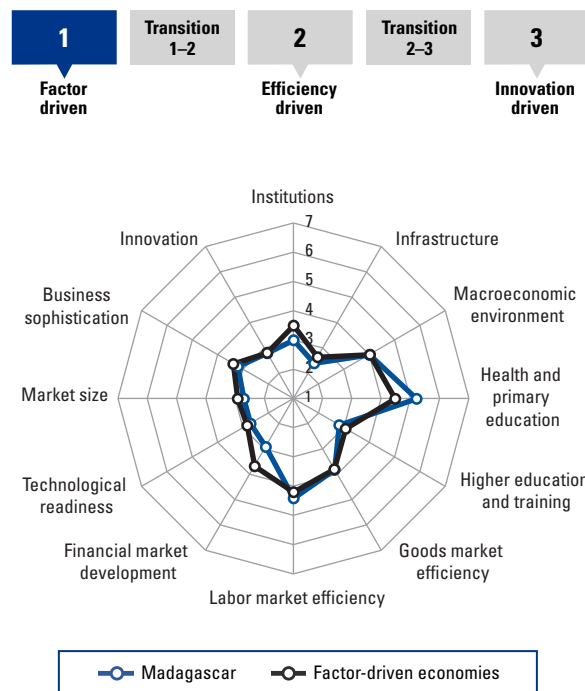 1
Transition
1–2
2
Transition
2–3
3
Factor
driven
Efficiency
driven
Innovation
driven
Institutions
7
6
5
4
3
2
1
Infrastructure
Macroeconomic
environment
Health and
primary
education
Higher education
and training
Goods market
efficiency
Labor market efficiency
Financial market
development
Technological
readiness
Market size
Business
sophistication
Innovation
Madagascar
Factor-driven economies